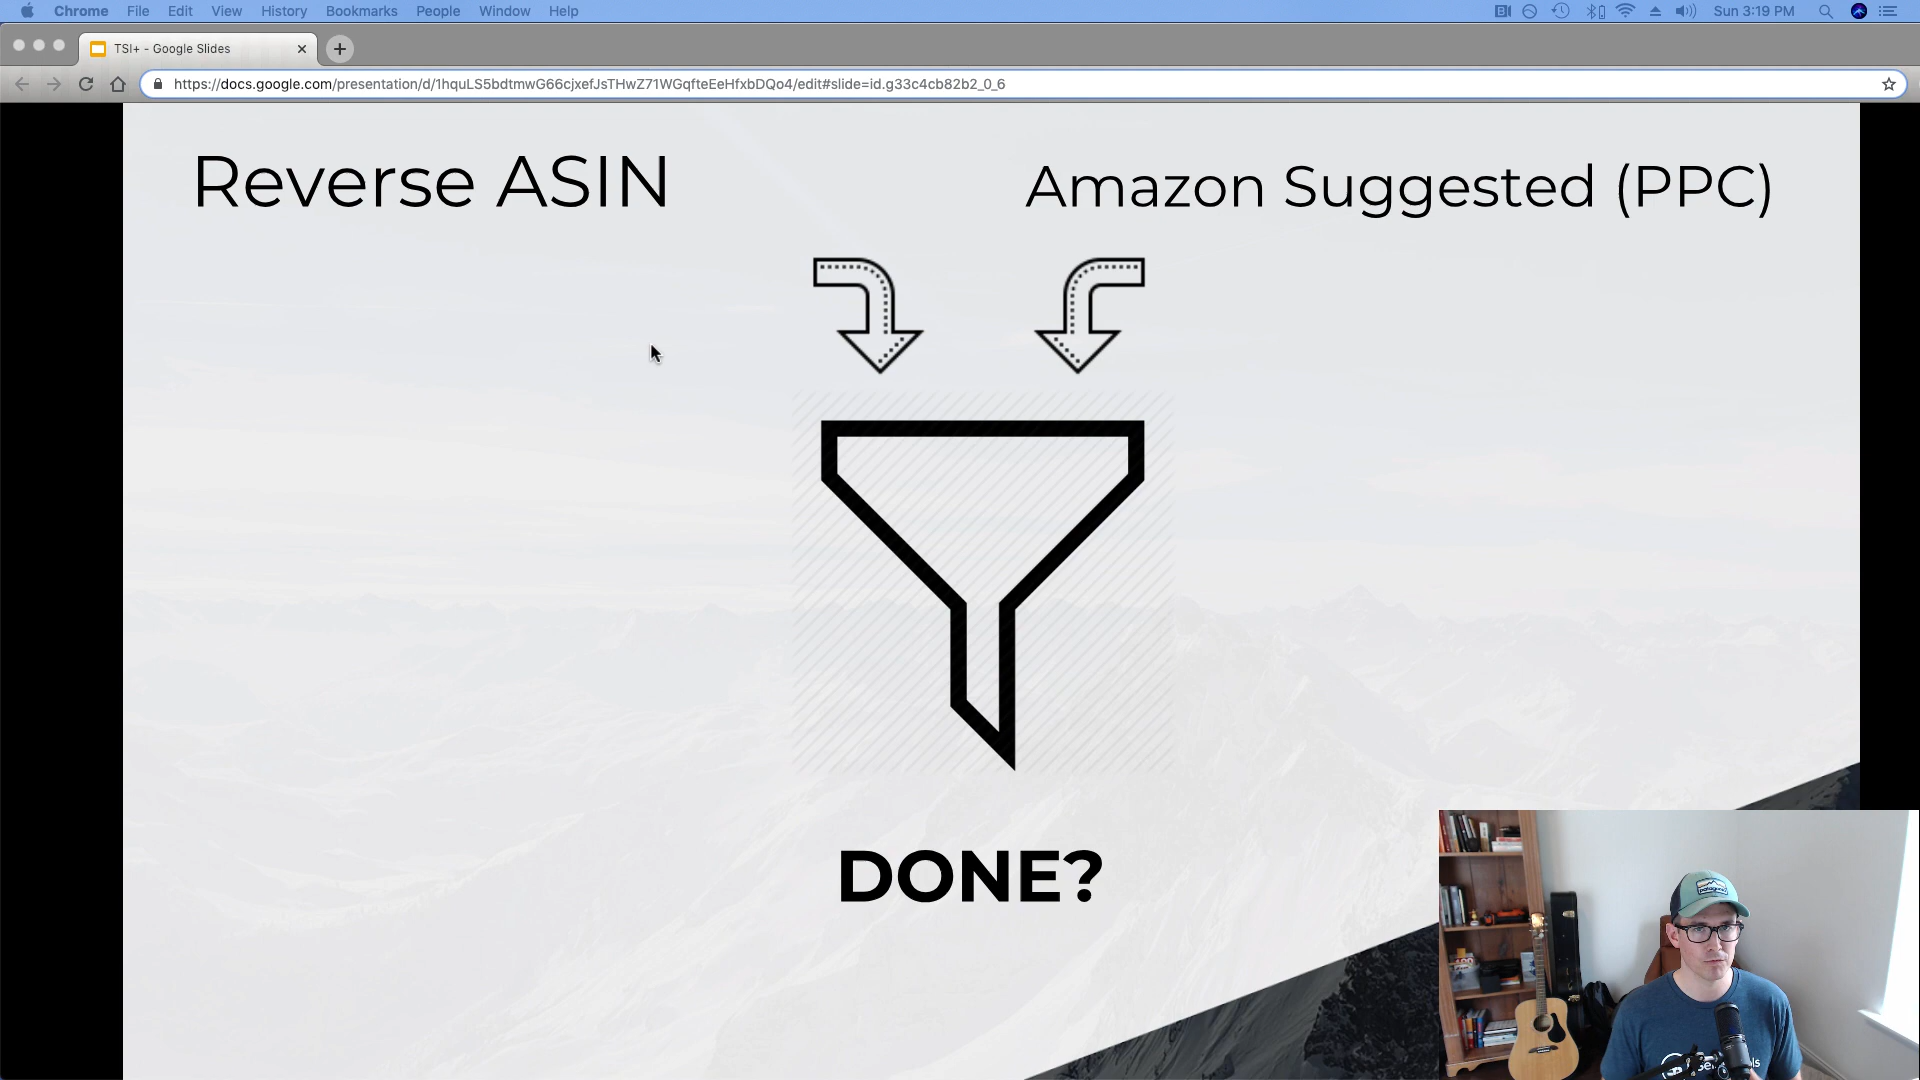 Chrome File Edit View History Bookmarks People Window Help
Sun 3:19 PM
TSI+ - Google Slides
https://docs.google.com/presentation/d/1hquLS5bdtmwG66cjxefJsTHwZ71WGqfteEeHfxbDQo4/edit#slide=id.g33c4cb82b2_0_6
Reverse ASIN
Amazon Suggested (PPC)
DONE?
patagonia